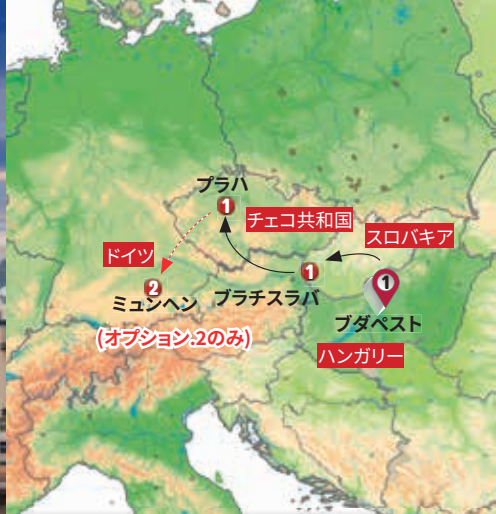 プラハ
1
チェコ共和国
スロバキア
ドイツ
2
ミュンヘン
1
ブラチスラバ
1
ブダペスト
(オプション.2のみ)
ハンガリー